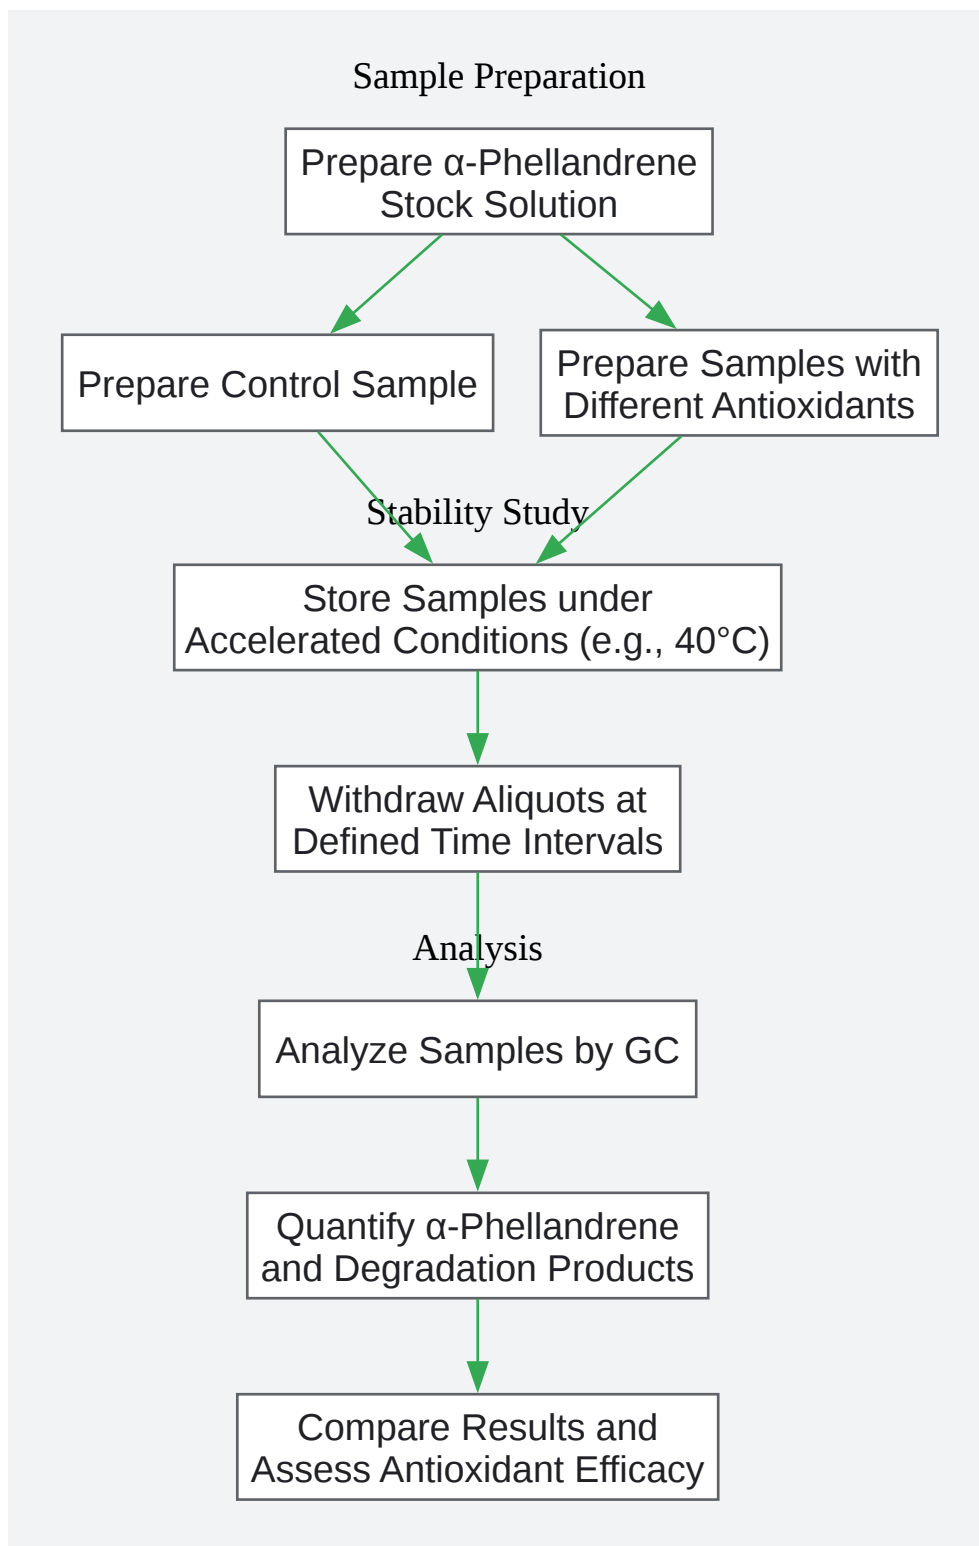 Sample Preparation
Prepare α-Phellandrene
Stock Solution
Prepare Control Sample
Prepare Samples with
Different Antioxidants
Stability Study
Store Samples under
Accelerated Conditions (e.g., 40°C)
Withdraw Aliquots at
Defined Time Intervals
Analysis
Analyze Samples by GC
Quantify α-Phellandrene
and Degradation Products
Compare Results and
Assess Antioxidant Efficacy